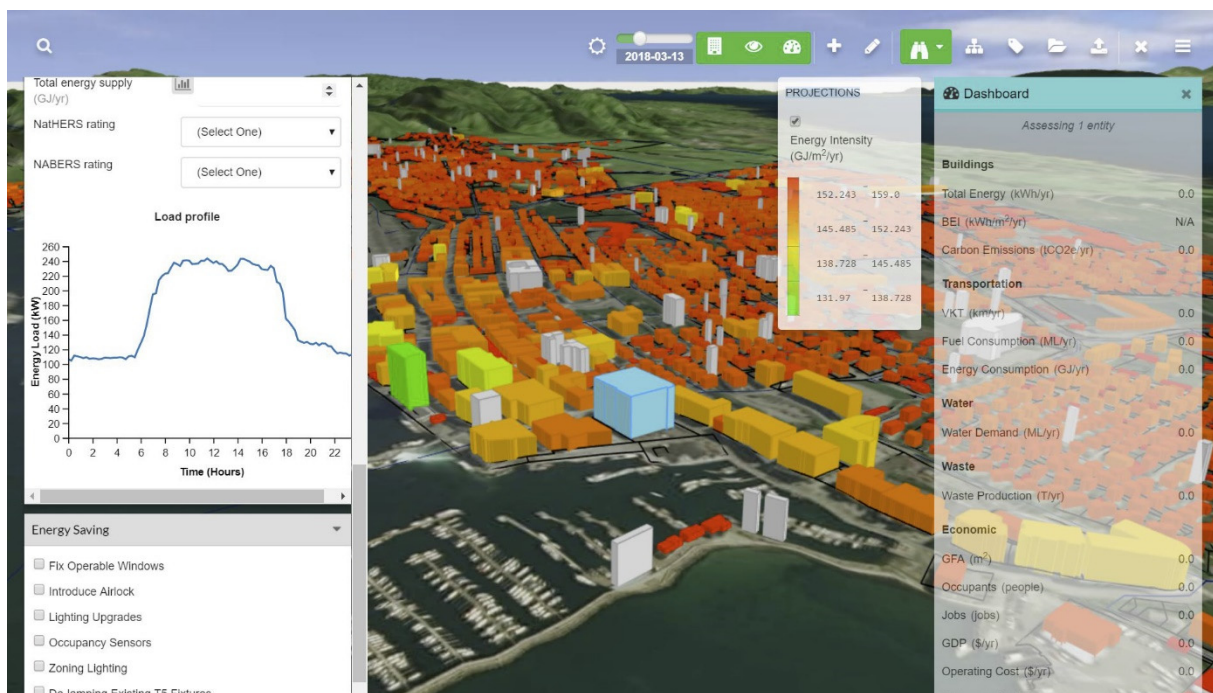 2018-03-13
Total energy supply
(GJ/yr)
NatHERS rating
(Select One)
NABERS rating
(Select One)
Load profile
Energy Load (kW)
260
240
220
200
180
160
140
120
100
80
60
40
20
0
0 2 4 6 8 10 12 14 16 18 20 22
Time (Hours)
Energy Saving
Fix Operable Windows
Introduce Airlock
Lighting Upgrades
Occupancy Sensors
Zoning Lighting
De-lamping Existing T5 Fixtures
PROJECTIONS
Energy Intensity
(GJ/m²/yr)
152.243 - 159.0
145.485 - 152.243
138.728 - 145.485
131.97 - 138.728
Dashboard
Assessing 1 entity
Buildings
Total Energy (kWh/yr) 0.0
BEI (kWh/m²/yr) N/A
Carbon Emissions (tCO2e/yr) 0.0
Transportation
VKT (km/yr) 0.0
Fuel Consumption (ML/yr) 0.0
Energy Consumption (GJ/yr) 0.0
Water
Water Demand (ML/yr) 0.0
Waste
Waste Production (T/yr) 0.0
Economic
GFA (m²) 0.0
Occupants (people) 0.0
Jobs (jobs) 0.0
GDP ($/yr) 0.0
Operating Cost ($/yr) 0.0